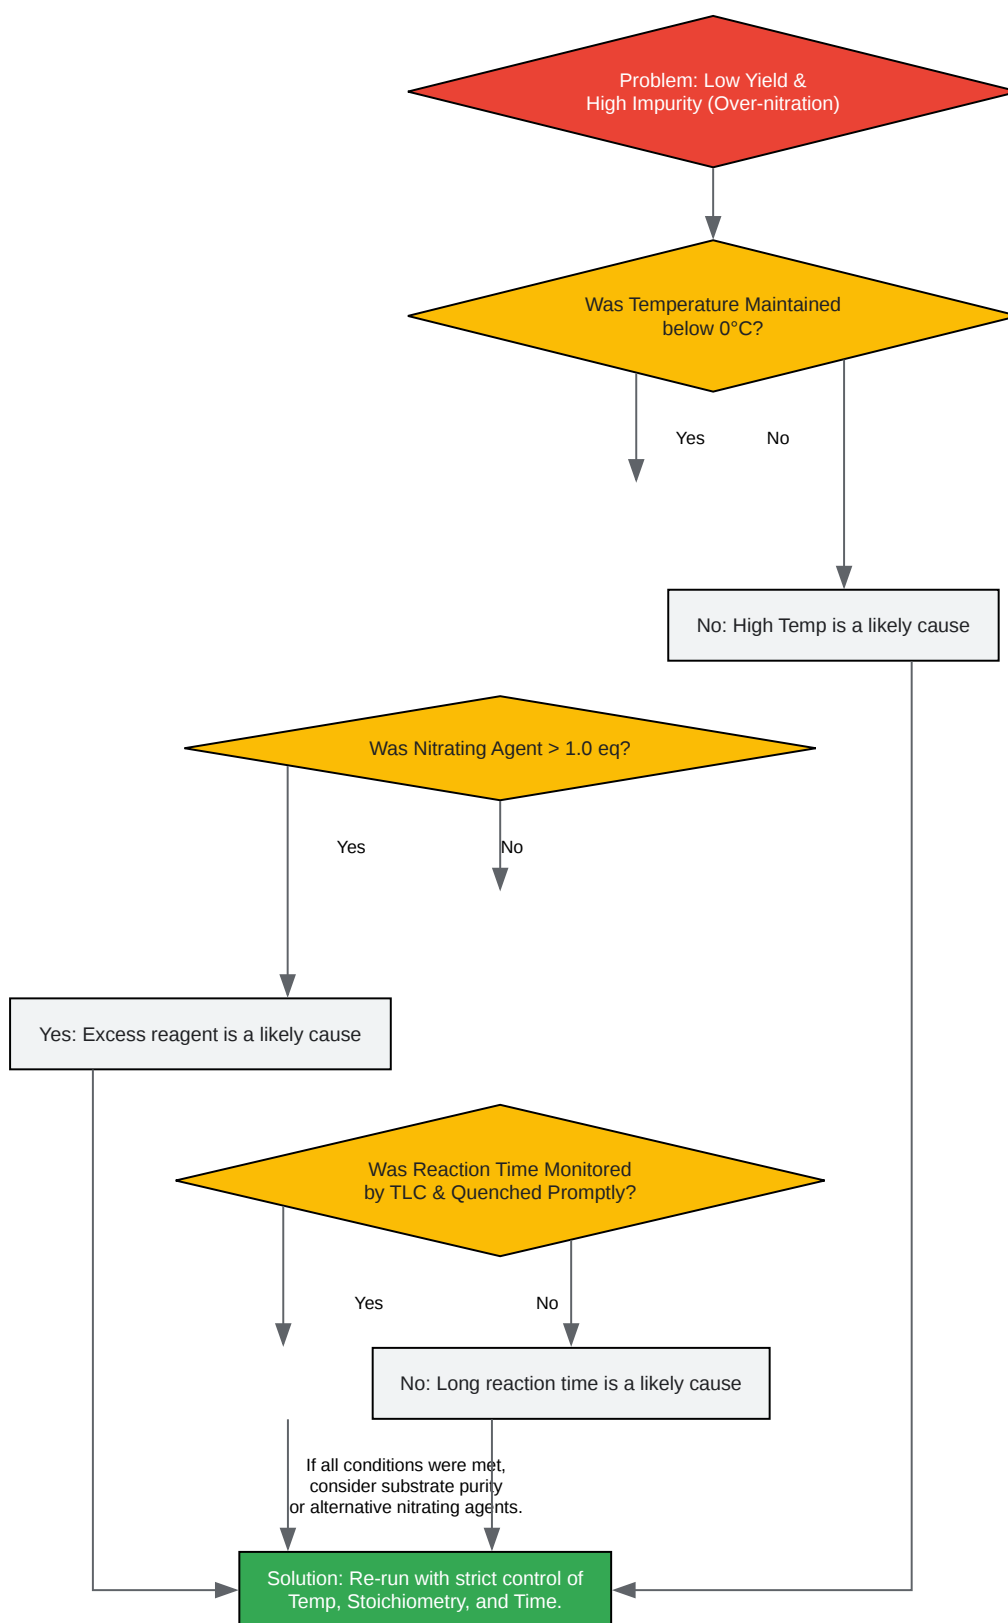 Problem: Low Yield &
High Impurity (Over-nitration)
Was Temperature Maintained
below 0°C?
Yes
No
No: High Temp is a likely cause
Was Nitrating Agent > 1.0 eq?
Yes
No
Yes: Excess reagent is a likely cause
Was Reaction Time Monitored
by TLC & Quenched Promptly?
Yes
No
No: Long reaction time is a likely cause
If all conditions were met,
consider substrate purity
or alternative nitrating agents.
Solution: Re-run with strict control of
Temp, Stoichiometry, and Time.